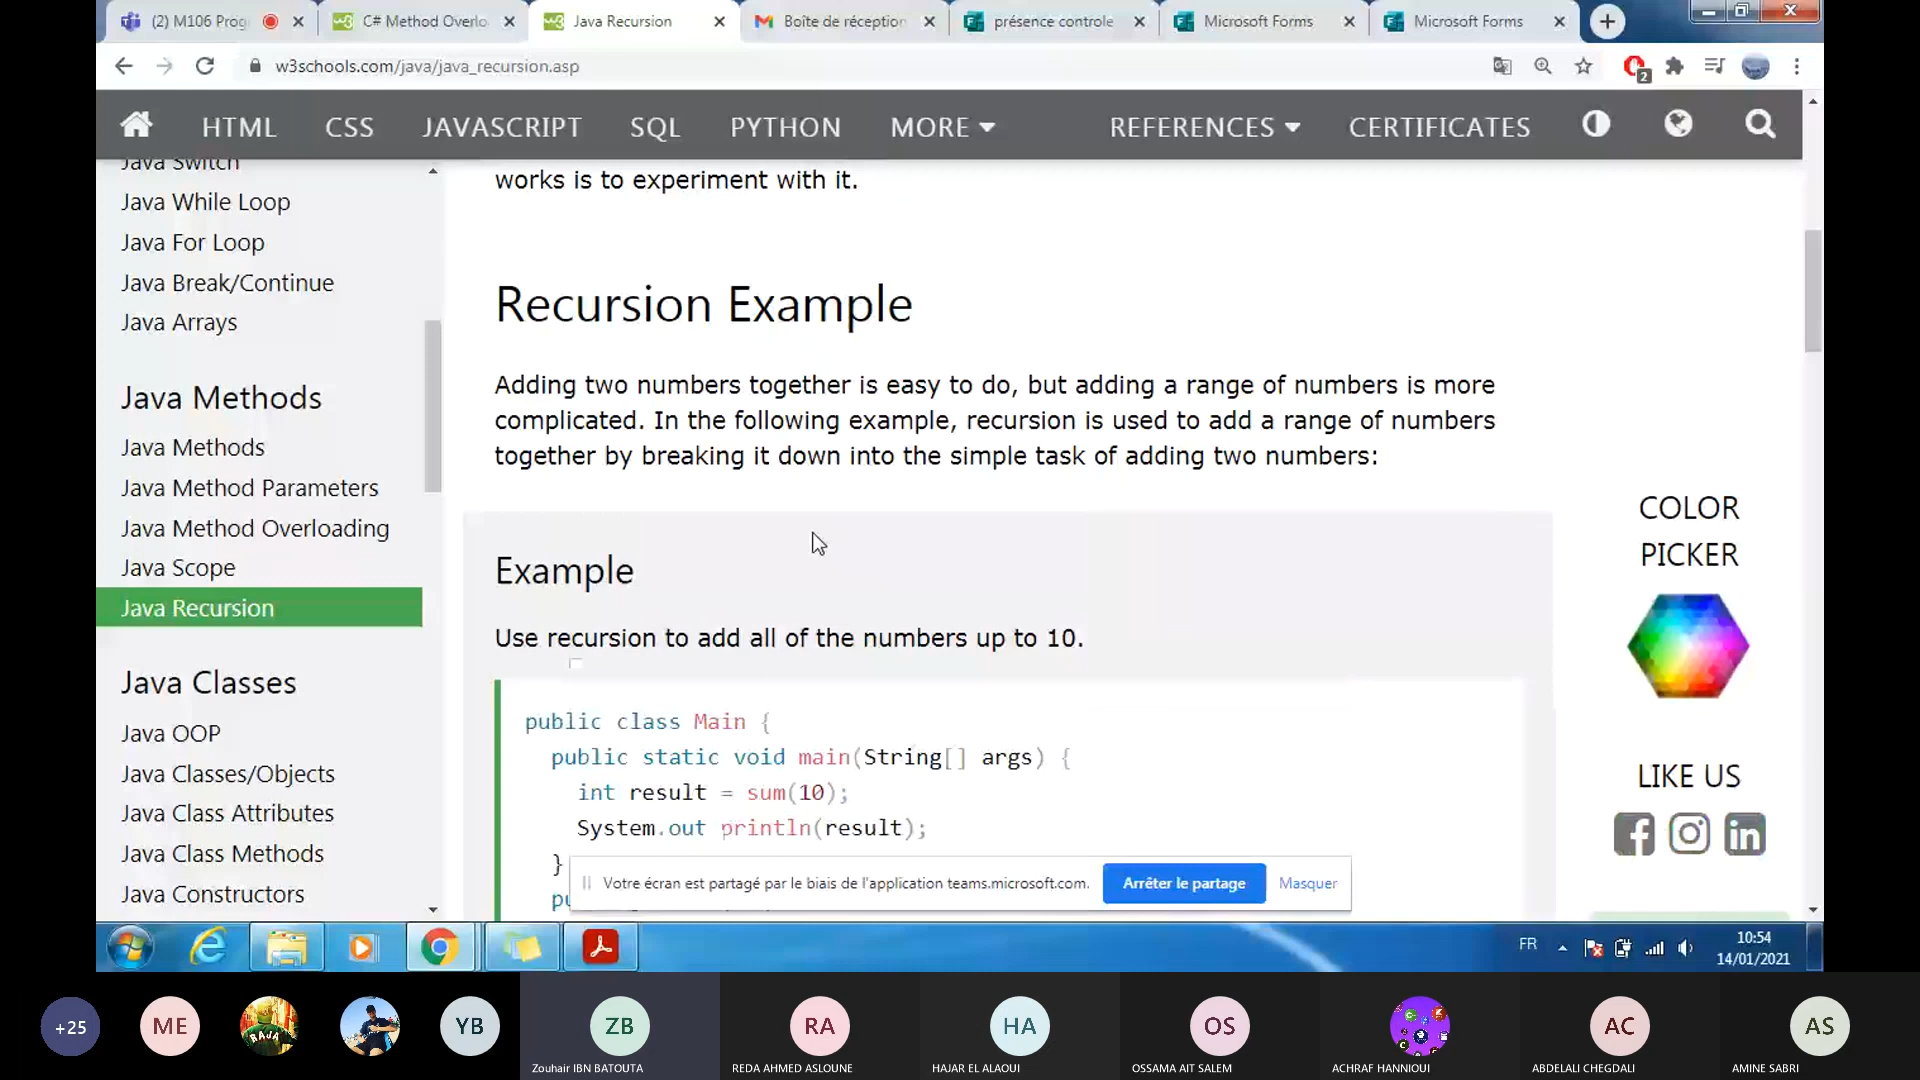 (2) M106 Prog
C# Method Overlo
Java Recursion
Boîte de réception
présence controle
Microsoft Forms
Microsoft Forms
w3schools.com/java/java_recursion.asp
2
HTML
CSS
JAVASCRIPT
SQL
PYTHON
MORE
REFERENCES
CERTIFICATES
Java Switch
Java While Loop
Java For Loop
Java Break/Continue
Java Arrays
Java Methods
Java Methods
Java Method Parameters
Java Method Overloading
Java Scope
Java Recursion
Java Classes
Java OOP
Java Classes/Objects
Java Class Attributes
Java Class Methods
Java Constructors
works is to experiment with it.
Recursion Example
Adding two numbers together is easy to do, but adding a range of numbers is more
complicated. In the following example, recursion is used to add a range of numbers
together by breaking it down into the simple task of adding two numbers:
Example
Use recursion to add all of the numbers up to 10.
public class Main {
public static void main(String[] args) {
int result = sum(10);
System.out println(result);
}
COLOR
PICKER
LIKE US
Votre écran est partagé par le biais de l'application teams.microsoft.com.
Arrêter le partage
Masquer
FR
10:54
14/01/2021
+25
ME
RAJA
YB
ZB
Zouhair IBN BATOUTA
RA
REDA AHMED ASLOUNE
HA
HAJAR EL ALAOUI
OS
OSSAMA AIT SALEM
ACHRAF HANNIOUI
AC
ABDELALI CHEGDALI
AS
AMINE SABRI